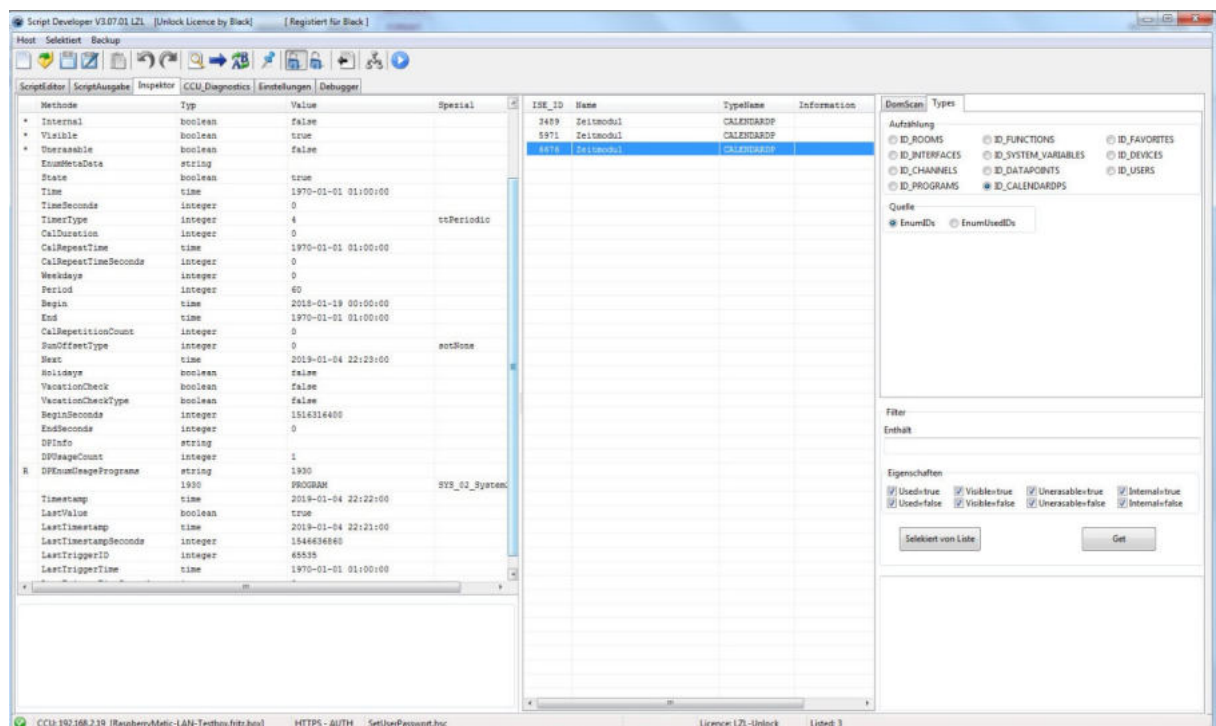 Script Developer V3.07.01 LZL [Unlock Licence by Black] [ Registiert für Black ]
Host Selektiert Backup
ScriptEditor ScriptAusgabe Inspektor CCU_Diagnostics Einstellungen Debugger
Methode Typ Value Spezial
* Internal boolean false
* Visible boolean true
* Unerasable boolean false
EnumMetaData string
State boolean true
Time time 1970-01-01 01:00:00
TimeSeconds integer 0
TimerType integer 4 ttPeriodic
CalDuration integer 0
CalRepeatTime time 1970-01-01 01:00:00
CalRepeatTimeSeconds integer 0
Weekdays integer 0
Period integer 60
Begin time 2018-01-19 00:00:00
End time 1970-01-01 01:00:00
CalRepetitionCount integer 0
SunOffsetType integer 0 sotNone
Next time 2019-01-04 22:23:00
Holidays boolean false
VacationCheck boolean false
VacationCheckType boolean false
BeginSeconds integer 1516316400
EndSeconds integer 0
DPInfo string
DPUsageCount integer 1
R DPEnumUsagePrograms string 1930
1930 PROGRAM SYS_02_System
Timestamp time 2019-01-04 22:22:00
LastValue boolean true
LastTimestamp time 2019-01-04 22:21:00
LastTimestampSeconds integer 1546636860
LastTriggerID integer 65535
LastTriggerTime time 1970-01-01 01:00:00
ISE_ID Name TypeName Information
3489 Zeitmodul CALENDARDP
5971 Zeitmodul CALENDARDP
Zeitmodul CALENDARDP
DomScan Types
Aufzählung
ID_ROOMS ID_FUNCTIONS ID_FAVORITES
ID_INTERFACES ID_SYSTEM_VARIABLES ID_DEVICES
ID_CHANNELS ID_DATAPOINTS ID_USERS
ID_PROGRAMS ID_CALENDARDPS
Quelle
EnumIDs EnumUsedIDs
Filter
Enthält
Eigenschaften
Used=true Visible=true Unerasable=true Internal=true
Used=false Visible=false Unerasable=false Internal=false
Selekiert von Liste Get
CCU: 192.168.2.19 [RaspberryMatic-LAN-Testbox.fritz.box] HTTPS - AUTH SetUserPasswort.hsc Licence: LZL-Unlock Listed: 3